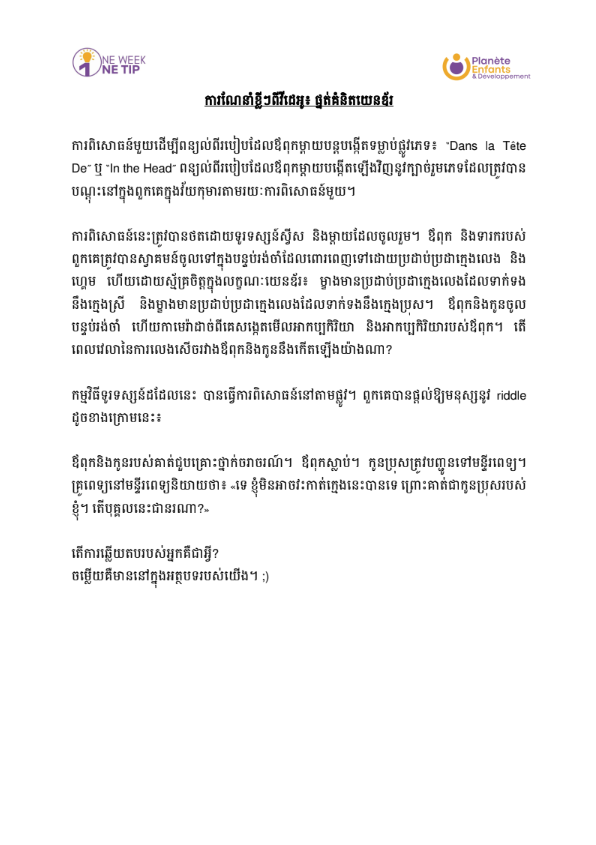 ONE WEEK
ONE TIP
Planète
Enfants
& Développement
ការណែនាំខ្លីៗពីវីដេអូ៖ ផ្នត់គំនិតយេនឌ័រ
ការពិសោធន៍មួយដើម្បីពន្យល់ពីរបៀបដែលឪពុកម្តាយបន្តបង្កើតទម្លាប់ផ្លូវភេទ៖ "Dans la Tête
De" ឬ "In the Head" ពន្យល់ពីរបៀបដែលឪពុកម្តាយបង្កើតឡើងវិញនូវក្បាច់រួមភេទដែលត្រូវបាន
បណ្តុះនៅក្នុងពួកគេក្នុងវ័យកុមារតាមរយៈការពិសោធន៍មួយ។
ការពិសោធន៍នេះត្រូវបានថតដោយទូរទស្សន៍ស្វីស និងម្តាយដែលចូលរួម។ ឪពុក និងទារករបស់
ពួកគេត្រូវបានស្វាគមន៍ចូលទៅក្នុងបន្ទប់រង់ចាំដែលពោរពេញទៅដោយប្រដាប់ប្រដាក្មេងលេង និង
ហ្គេម ហើយដោយស្ម័គ្រចិត្តក្នុងលក្ខណៈយេនឌ័រ៖ ម្ខាងមានប្រដាប់ប្រដាក្មេងលេងដែលទាក់ទង
នឹងក្មេងស្រី និងម្ខាងមានប្រដាប់ប្រដាក្មេងលេងដែលទាក់ទងនឹងក្មេងប្រុស។ ឪពុកនិងកូនចូល
បន្ទប់រង់ចាំ ហើយកាមេរ៉ាដាច់ពីគេសង្កេតមើលអាកប្បកិរិយា និងអាកប្បកិរិយារបស់ឪពុក។ តើ
ពេលវេលានៃការលេងសើចរវាងឪពុកនិងកូននឹងកើតឡើងយ៉ាងណា?
កម្មវិធីទូរទស្សន៍ដដែលនេះ បានធ្វើការពិសោធន៍នៅតាមផ្លូវ។ ពួកគេបានផ្តល់ឱ្យមនុស្សនូវ riddle
ដូចខាងក្រោមនេះ៖
ឪពុកនិងកូនរបស់គាត់ជួបគ្រោះថ្នាក់ចរាចរណ៍។ ឪពុកស្លាប់។ កូនប្រុសត្រូវបញ្ជូនទៅមន្ទីរពេទ្យ។
គ្រូពេទ្យនៅមន្ទីរពេទ្យនិយាយថា៖ «ទេ ខ្ញុំមិនអាចវះកាត់ក្មេងនេះបានទេ ព្រោះគាត់ជាកូនប្រុសរបស់
ខ្ញុំ។ តើបុគ្គលនេះជានរណា?»
តើការឆ្លើយតបរបស់អ្នកគឺជាអ្វី?
ចម្លើយគឺមាននៅក្នុងអត្ថបទរបស់យើង។ ;)